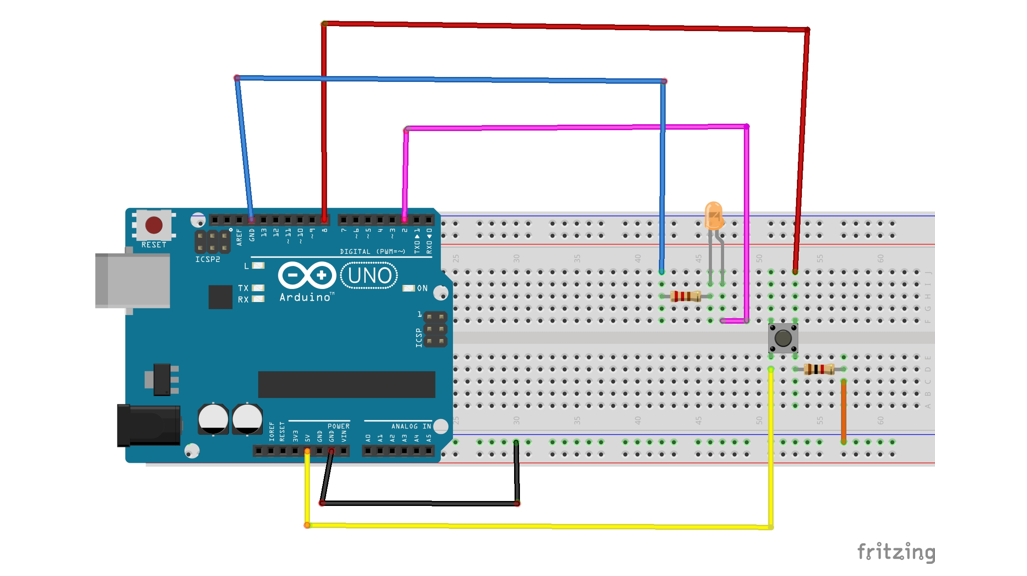 RESET
ICSP2
AREF
GND
13
12
~11
~10
~9
8
7
~6
~5
4
~3
2
TX0▶1
RX0◀0
DIGITAL (PWM=~)
L
TX
RX
UNO
Arduino™
ON
1
ICSP
IOREF
RESET
3V3
5V
GND
GND
VIN
POWER
ANALOG IN
A0
A1
A2
A3
A4
A5
25
30
35
40
45
50
55
60
J
I
H
G
F
E
D
C
B
A
25
30
35
40
45
50
55
60
fritzing